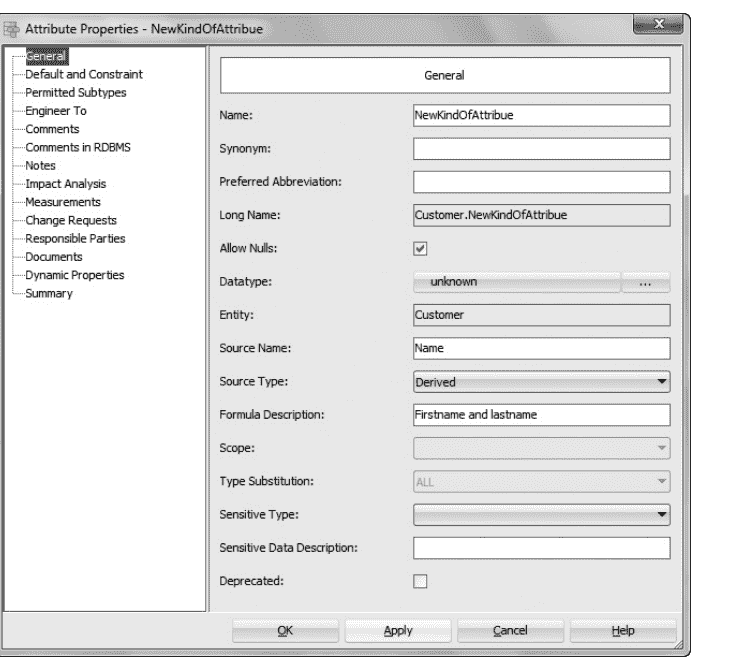 Attribute Properties - NewKindOfAttribue
General
Default and Constraint
Permitted Subtypes
Engineer To
Comments
Comments in RDBMS
Notes
Impact Analysis
Measurements
Change Requests
Responsible Parties
Documents
Dynamic Properties
Summary
General
Name: NewKindOfAttribue
Synonym:
Preferred Abbreviation:
Long Name: Customer.NewKindOfAttribue
Allow Nulls:
Datatype: unknown ...
Entity: Customer
Source Name: Name
Source Type: Derived
Formula Description: Firstname and lastname
Scope:
Type Substitution: ALL
Sensitive Type:
Sensitive Data Description:
Deprecated:
OK Apply Cancel Help